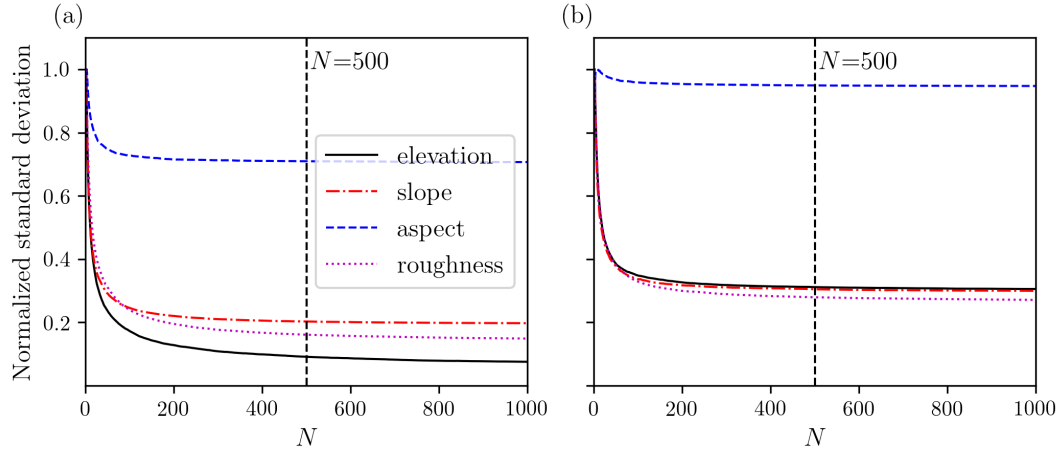 (a)
(b)
Normalized standard deviation
1.0
0.8
0.6
0.4
0.2
N=500
elevation
slope
aspect
roughness
0
200
400
600
800
1000
N
N=500
0
200
400
600
800
1000
N